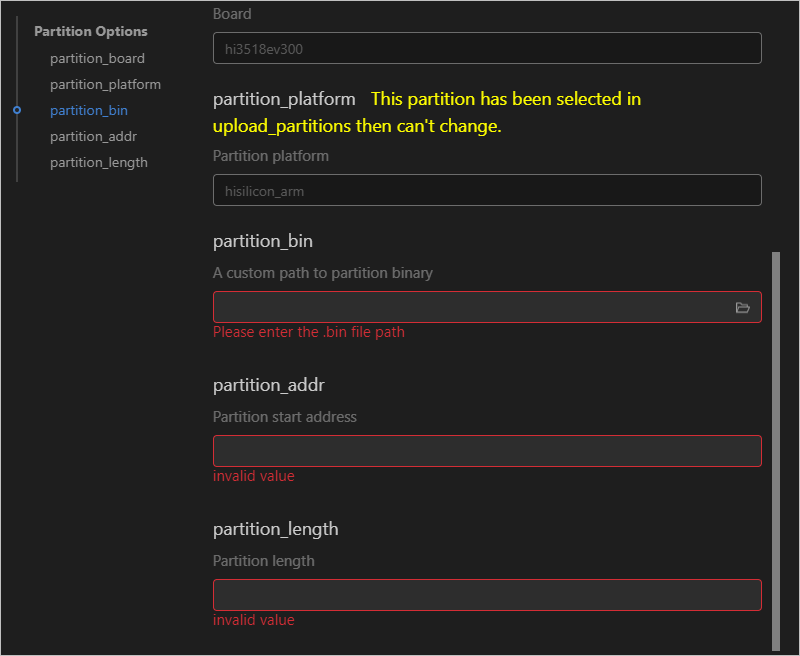 Partition Options
partition_board
partition_platform
partition_bin
partition_addr
partition_length
Board
hi3518ev300
partition_platform This partition has been selected in
upload_partitions then can't change.
Partition platform
hisilicon_arm
partition_bin
A custom path to partition binary
Please enter the .bin file path
partition_addr
Partition start address
invalid value
partition_length
Partition length
invalid value